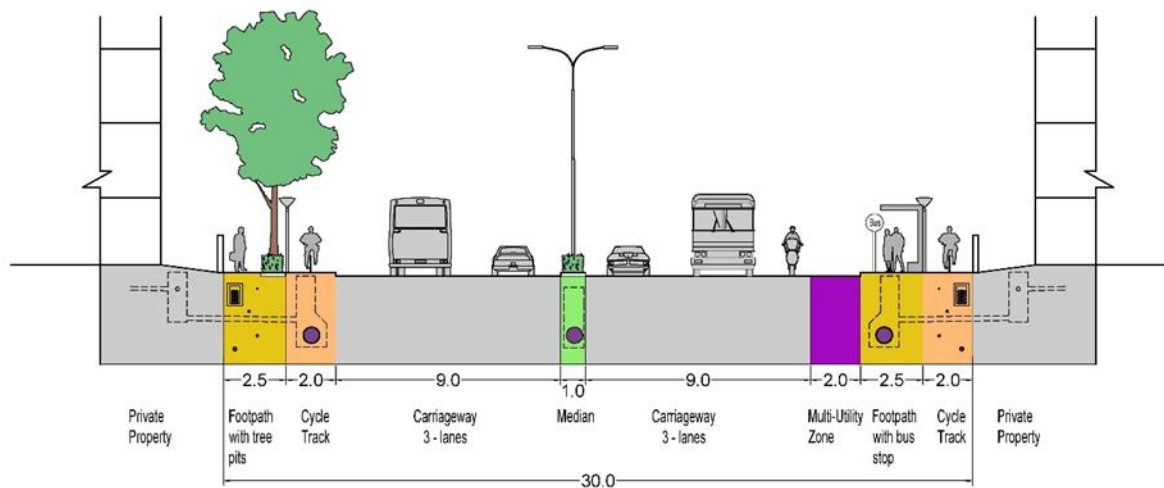 Bus
2.5
2.0
9.0
1.0
9.0
2.0
2.5
2.0
Private
Property
Footpath
with tree
pits
Cycle
Track
Carriageway
3 - lanes
Median
Carriageway
3 - lanes
Multi-Utility
Zone
Footpath
with bus
stop
Cycle
Track
Private
Property
30.0